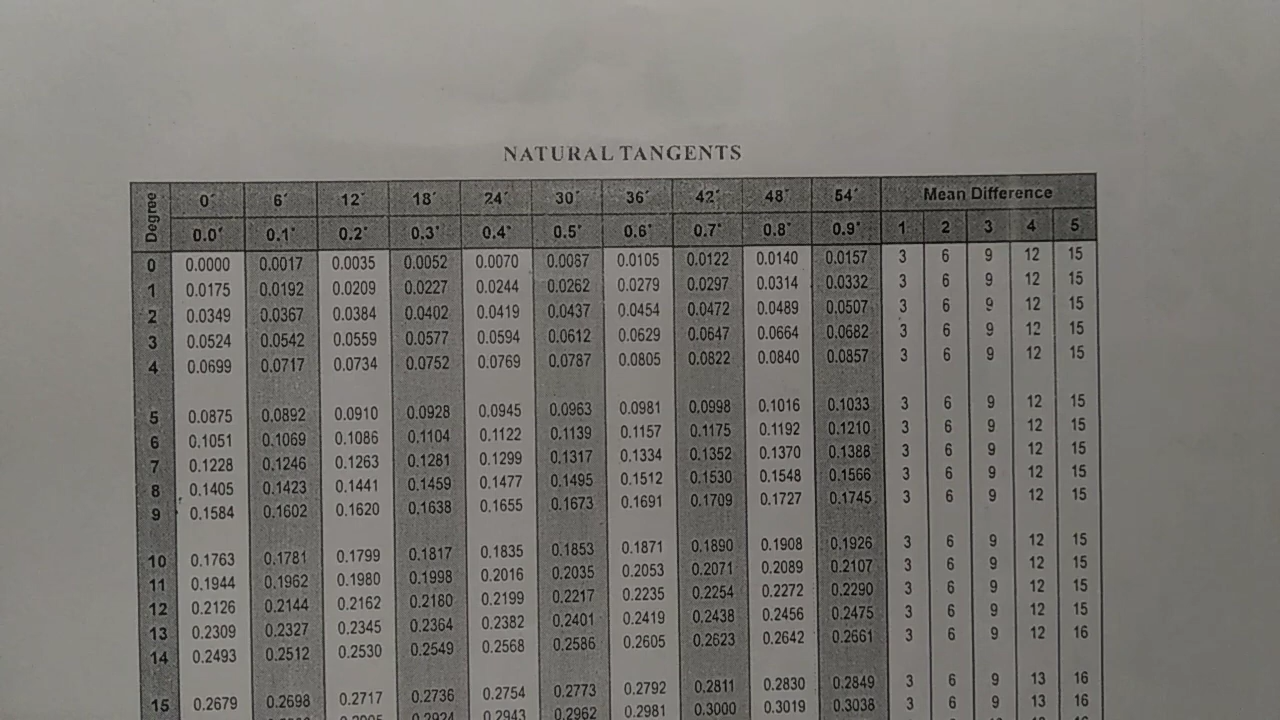 NATURAL TANGENTS
Degree 0´ 6´ 12´ 18´ 24´ 30´ 36´ 42´ 48´ 54´ Mean Difference
0.0° 0.1° 0.2° 0.3° 0.4° 0.5° 0.6° 0.7° 0.8° 0.9° 1 2 3 4 5
0 0.0000 0.0017 0.0035 0.0052 0.0070 0.0087 0.0105 0.0122 0.0140 0.0157 3 6 9 12 15
1 0.0175 0.0192 0.0209 0.0227 0.0244 0.0262 0.0279 0.0297 0.0314 0.0332 3 6 9 12 15
2 0.0349 0.0367 0.0384 0.0402 0.0419 0.0437 0.0454 0.0472 0.0489 0.0507 3 6 9 12 15
3 0.0524 0.0542 0.0559 0.0577 0.0594 0.0612 0.0629 0.0647 0.0664 0.0682 3 6 9 12 15
4 0.0699 0.0717 0.0734 0.0752 0.0769 0.0787 0.0805 0.0822 0.0840 0.0857 3 6 9 12 15
5 0.0875 0.0892 0.0910 0.0928 0.0945 0.0963 0.0981 0.0998 0.1016 0.1033 3 6 9 12 15
6 0.1051 0.1069 0.1086 0.1104 0.1122 0.1139 0.1157 0.1175 0.1192 0.1210 3 6 9 12 15
7 0.1228 0.1246 0.1263 0.1281 0.1299 0.1317 0.1334 0.1352 0.1370 0.1388 3 6 9 12 15
8 0.1405 0.1423 0.1441 0.1459 0.1477 0.1495 0.1512 0.1530 0.1548 0.1566 3 6 9 12 15
9 0.1584 0.1602 0.1620 0.1638 0.1655 0.1673 0.1691 0.1709 0.1727 0.1745 3 6 9 12 15
10 0.1763 0.1781 0.1799 0.1817 0.1835 0.1853 0.1871 0.1890 0.1908 0.1926 3 6 9 12 15
11 0.1944 0.1962 0.1980 0.1998 0.2016 0.2035 0.2053 0.2071 0.2089 0.2107 3 6 9 12 15
12 0.2126 0.2144 0.2162 0.2180 0.2199 0.2217 0.2235 0.2254 0.2272 0.2290 3 6 9 12 15
13 0.2309 0.2327 0.2345 0.2364 0.2382 0.2401 0.2419 0.2438 0.2456 0.2475 3 6 9 12 15
14 0.2493 0.2512 0.2530 0.2549 0.2568 0.2586 0.2605 0.2623 0.2642 0.2661 3 6 9 12 16
15 0.2679 0.2698 0.2717 0.2736 0.2754 0.2773 0.2792 0.2811 0.2830 0.2849 3 6 9 13 16
0.2943 0.2962 0.2981 0.3000 0.3019 0.3038 3 6 9 13 16